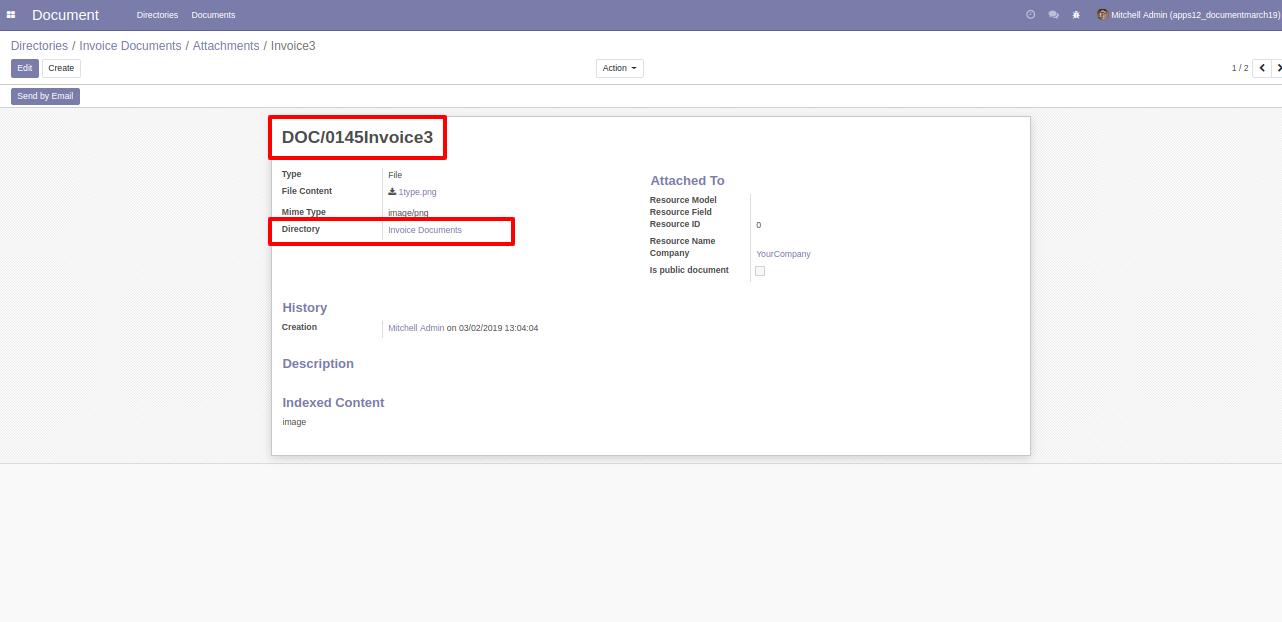 Document Directories Documents Mitchell Admin (apps12_documentmarch19)
Directories / Invoice Documents / Attachments / Invoice3
Edit Create Action 1 / 2
Send by Email
DOC/0145Invoice3
Type File
File Content 1type.png
Mime Type image/png
Directory Invoice Documents
Attached To
Resource Model
Resource Field
Resource ID 0
Resource Name
Company YourCompany
Is public document
History
Creation Mitchell Admin on 03/02/2019 13:04:04
Description
Indexed Content
image